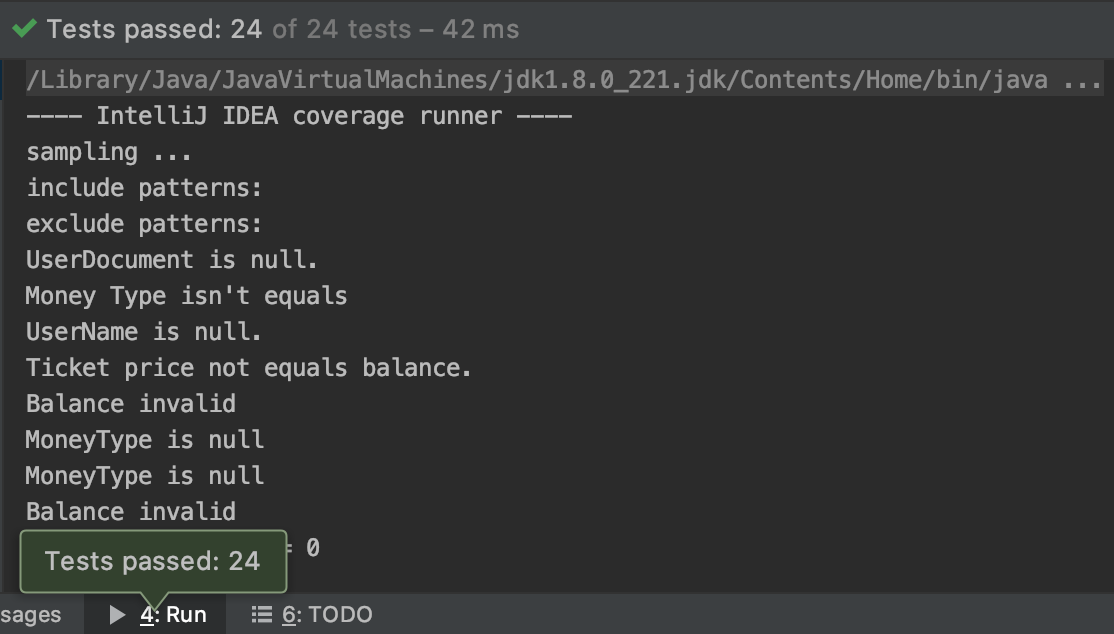 Tests passed: 24 of 24 tests – 42 ms
/Library/Java/JavaVirtualMachines/jdk1.8.0_221.jdk/Contents/Home/bin/java ...
---- IntelliJ IDEA coverage runner ----
sampling ...
include patterns:
exclude patterns:
UserDocument is null.
Money Type isn't equals
UserName is null.
Ticket price not equals balance.
Balance invalid
MoneyType is null
MoneyType is null
Balance invalid
0
Tests passed: 24
sages 4: Run 6: TODO